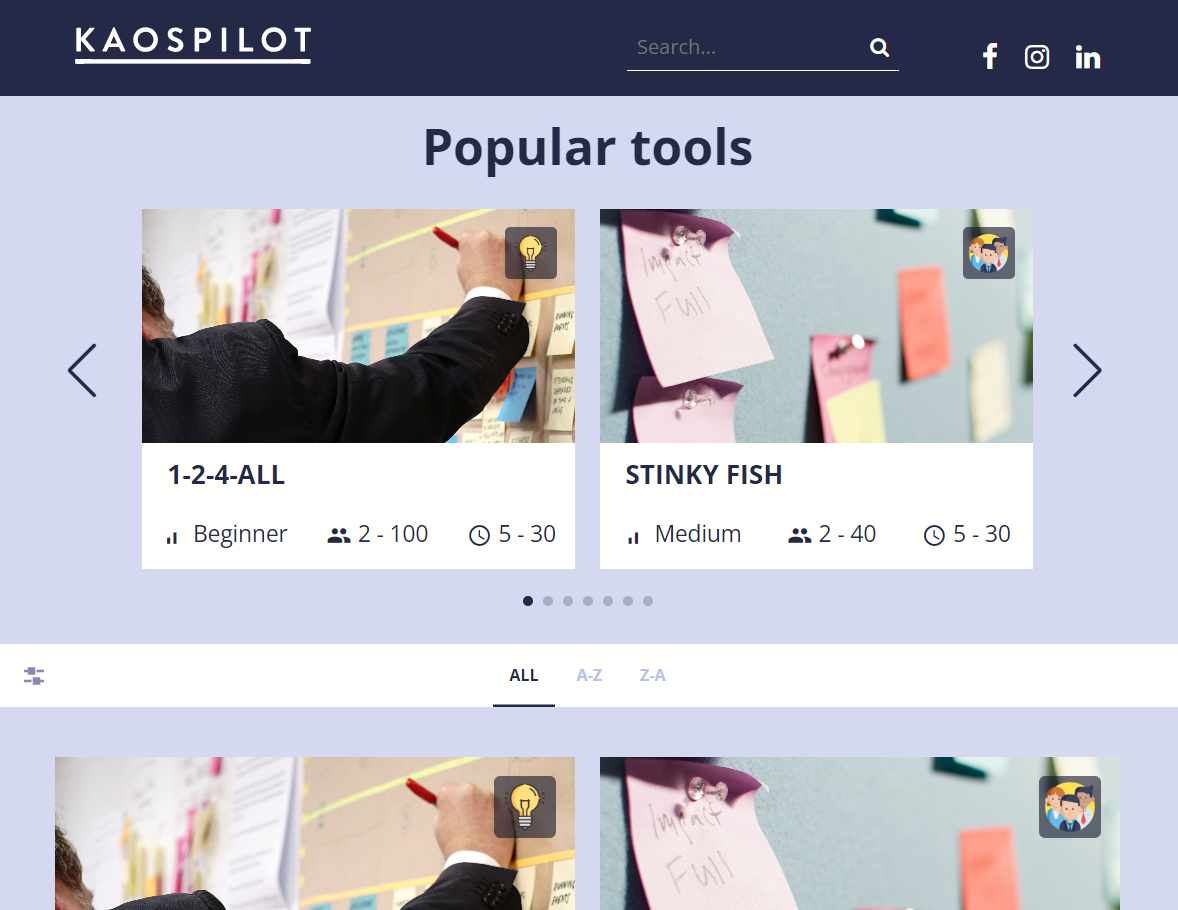 KAOSPILOT
Search...
Popular tools
Impact
Full
1-2-4-ALL
STINKY FISH
Beginner
2 - 100
5 - 30
Medium
2 - 40
5 - 30
ALL
A-Z
Z-A
Impact
Full